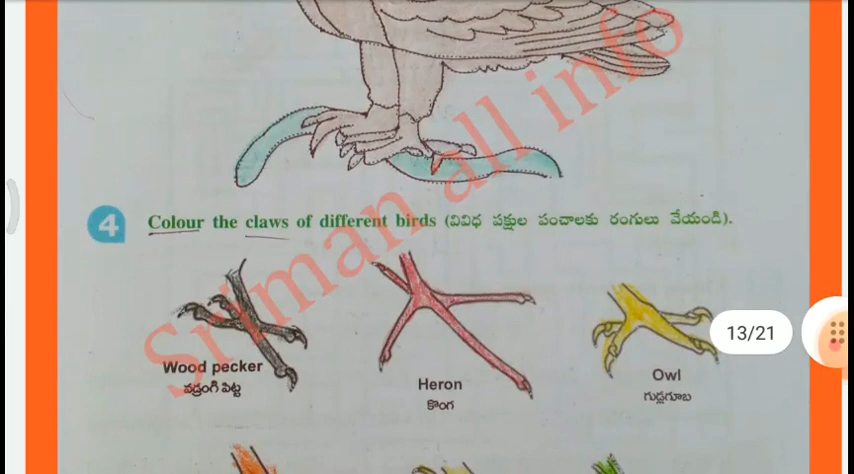 4 Colour the claws of different birds (వివిధ పక్షుల పంచాలకు రంగులు వేయండి).
Sriman all info
13/21
Wood pecker
వడ్రంగి పిట్ట
Heron
కొంగ
Owl
గుడ్లగూబ